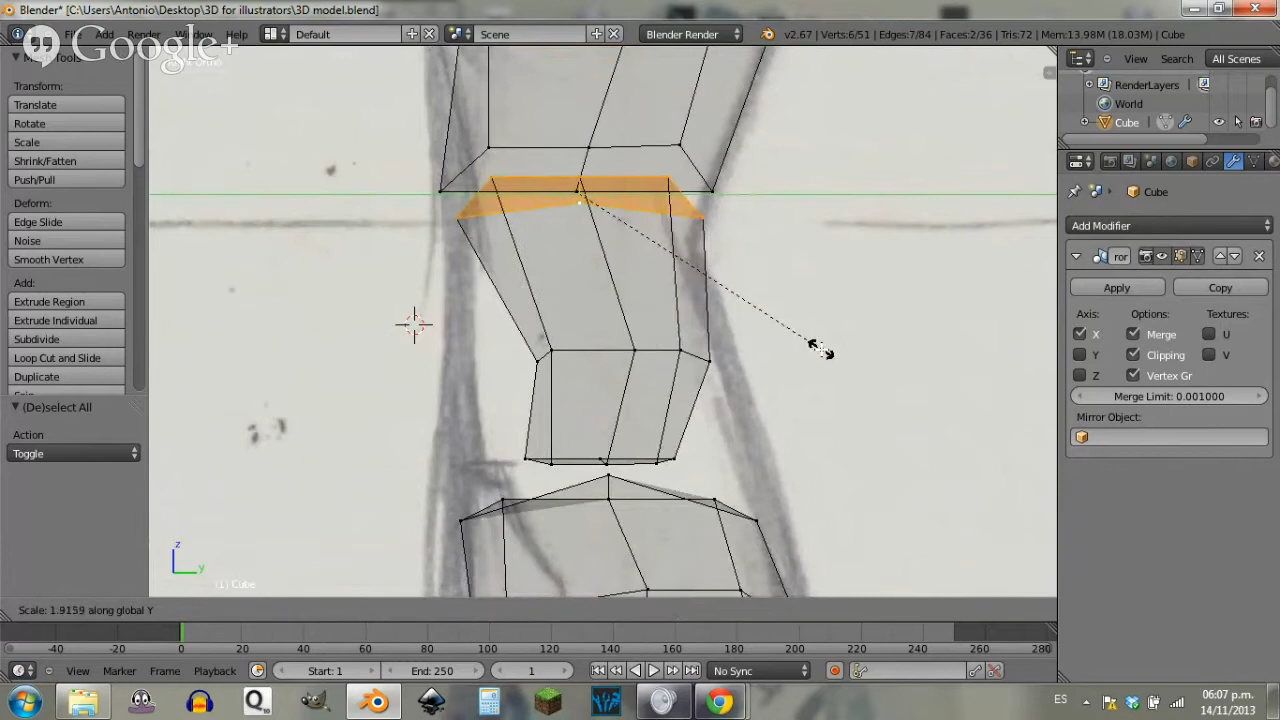 Blender* [C:\Users\Antonio\Desktop\3D for illustrators\3D model.blend]
Render Window Help Default Scene Blender Render v2.67 | Verts:6/51 | Edges:7/84 | Faces:2/36 | Tris:72 | Mem:13.98M (18.03M) | Cube
Google+
Transform:
Translate
Rotate
Scale
Shrink/Fatten
Push/Pull
Deform:
Edge Slide
Noise
Smooth Vertex
Add:
Extrude Region
Extrude Individual
Subdivide
Loop Cut and Slide
Duplicate
(De)select All
Action
Toggle
z
y
(1) Cube
Scale: 1.9159 along global Y
View Search All Scenes
RenderLayers
World
Cube
Cube
Add Modifier
ror
Apply Copy
Axis: Options: Textures:
X Merge U
Y Clipping V
Z Vertex Gr
Merge Limit: 0.001000
Mirror Object:
-40 -20 0 20 40 60 80 100 120 140 160 180 200 220 240 260 280
View Marker Frame Playback Start: 1 End: 250 1 No Sync
ES
06:07 p.m.
14/11/2013